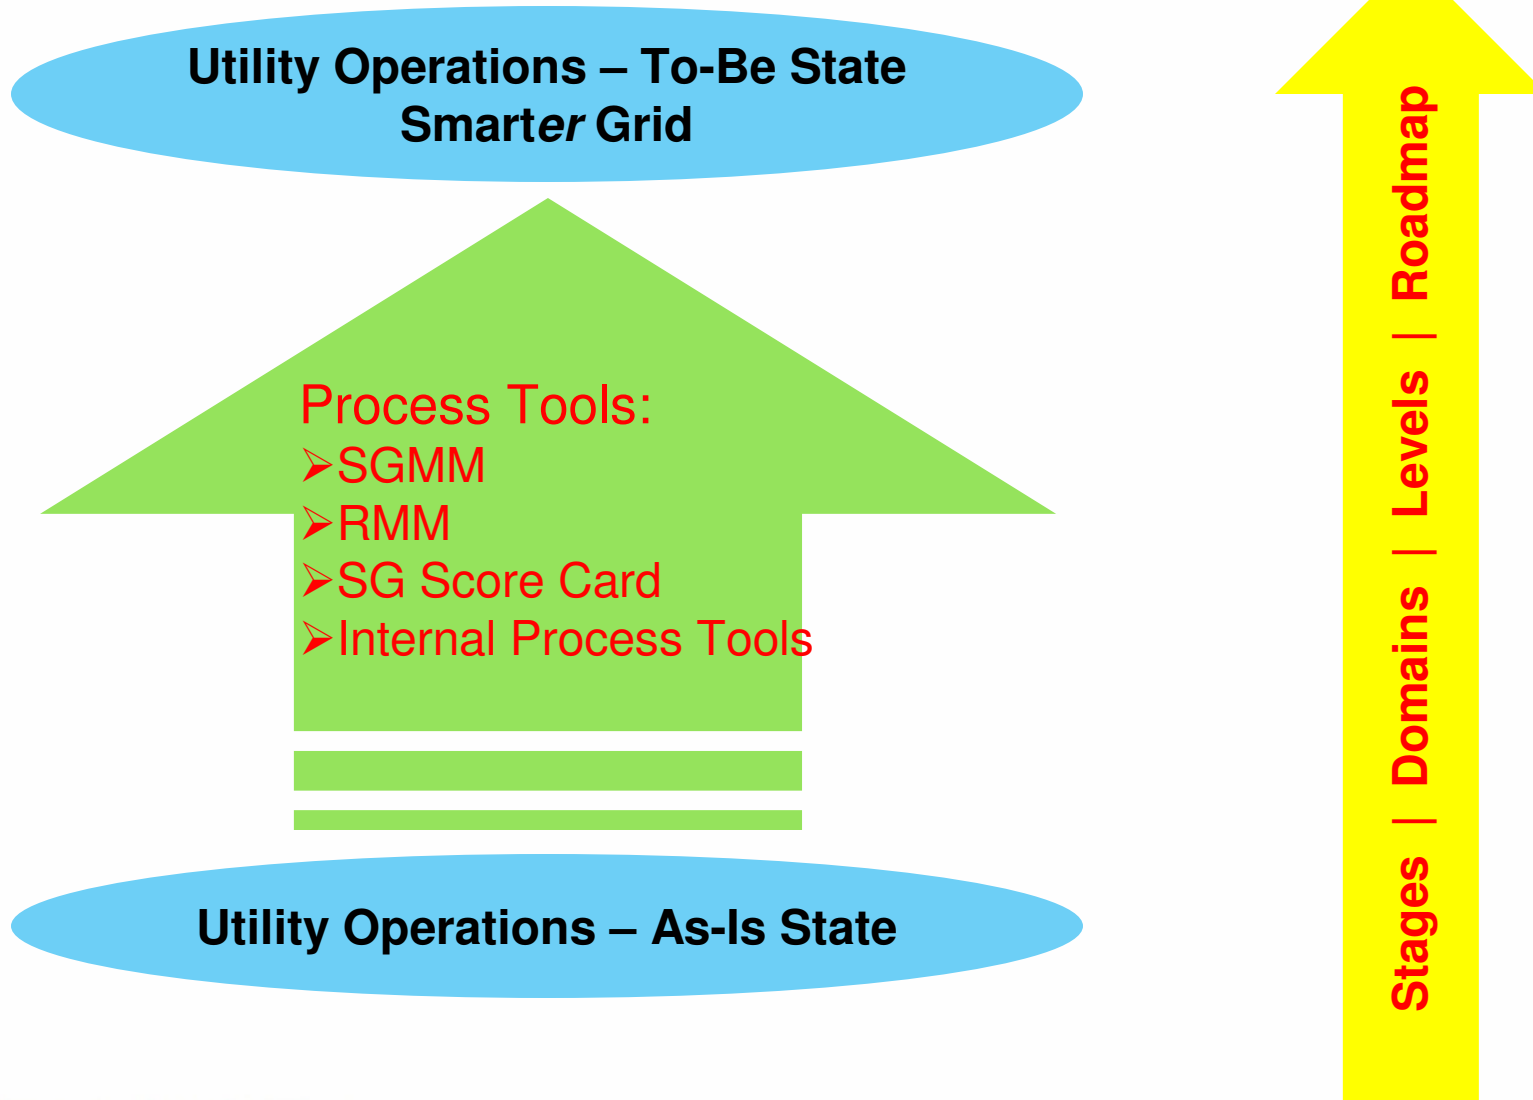 Utility Operations – To-Be State
Smarter Grid
Process Tools:
➢SGMM
➢RMM
➢SG Score Card
➢Internal Process Tools
Utility Operations – As-Is State
Stages | Domains | Levels | Roadmap